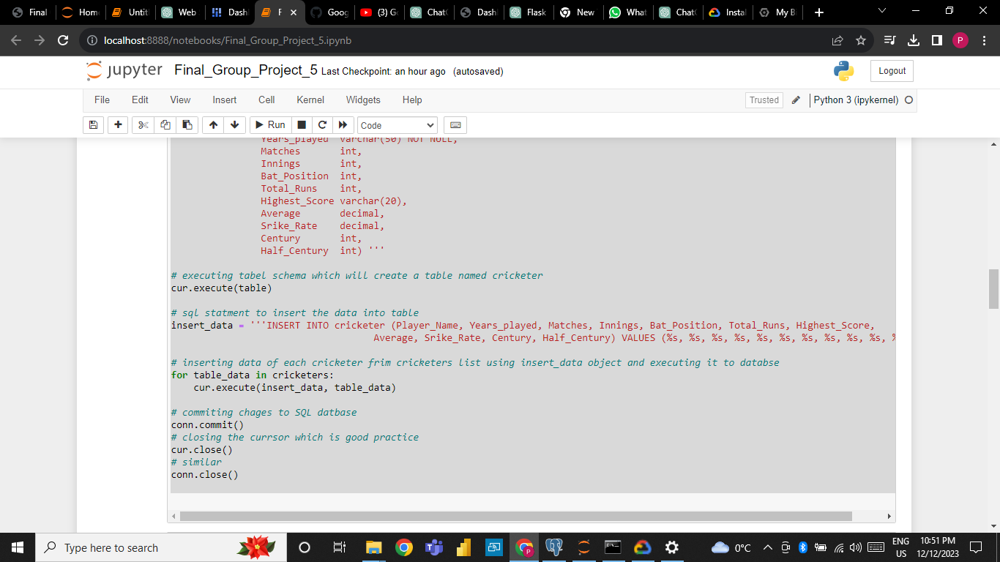 Final
Hom
Untit
Web
Dash
F
Goog
(3) G
ChatG
Dash
Flask
New
What
ChatG
Instal
My B
localhost:8888/notebooks/Final_Group_Project_5.ipynb
P
jupyter Final_Group_Project_5 Last Checkpoint: an hour ago (autosaved)
Logout
File Edit View Insert Cell Kernel Widgets Help
Trusted
Python 3 (ipykernel)
Run
Code
Years_played varchar(50) NOT NULL,
Matches int,
Innings int,
Bat_Position int,
Total_Runs int,
Highest_Score varchar(20),
Average decimal,
Srike_Rate decimal,
Century int,
Half_Century int) '''
# executing tabel schema which will create a table named cricketer
cur.execute(table)
# sql statment to insert the data into table
insert_data = '''INSERT INTO cricketer (Player_Name, Years_played, Matches, Innings, Bat_Position, Total_Runs, Highest_Score,
Average, Srike_Rate, Century, Half_Century) VALUES (%s, %s, %s, %s, %s, %s, %s, %s, %s, %s, %
# inserting data of each cricketer frim cricketers list using insert_data object and executing it to databse
for table_data in cricketers:
cur.execute(insert_data, table_data)
# commiting chages to SQL datbase
conn.commit()
# closing the currsor which is good practice
cur.close()
# similar
conn.close()
Type here to search
0°C
ENG
US
10:51 PM
12/12/2023